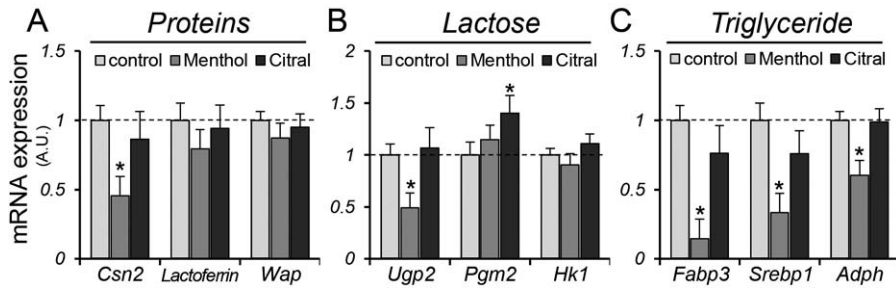 A Proteins
mRNA expression
(A.U.)
1.5
1
0.5
0
control Menthol Citral
*
Csn2 Lactoferrin Wap
B Lactose
2
1.5
1
0.5
0
control Menthol Citral
*
*
Ugp2 Pgm2 Hk1
C Triglyceride
1.5
1
0.5
0
control Menthol Citral
*
*
*
Fabp3 Srebp1 Adph